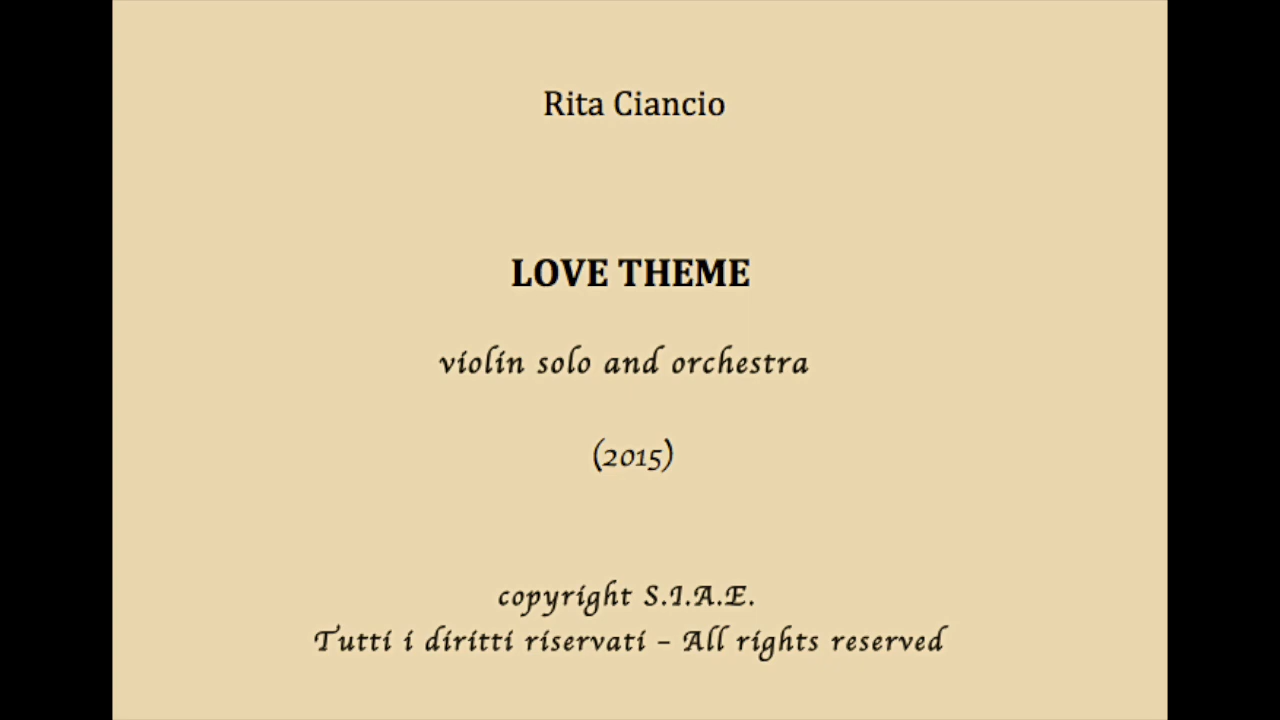 Rita Ciancio
LOVE THEME
violin solo and orchestra
(2015)
copyright S.I.A.E.
Tutti i diritti riservati – All rights reserved